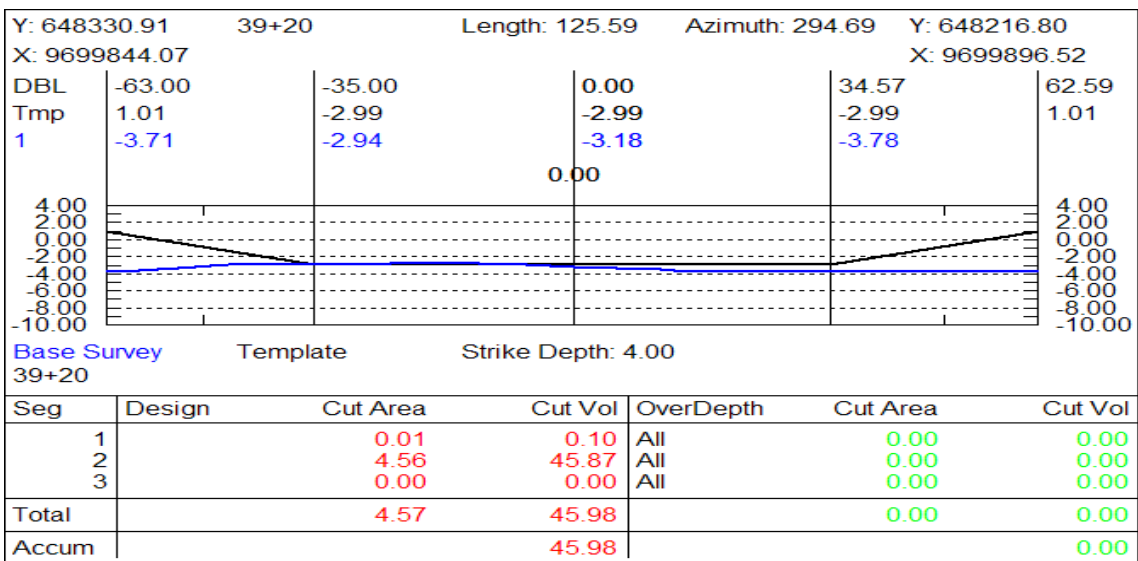 Y: 648330.91 39+20 Length: 125.59 Azimuth: 294.69 Y: 648216.80
X: 9699844.07 X: 9699896.52
DBL -63.00 -35.00 0.00 34.57 62.59
Tmp 1.01 -2.99 -2.99 -2.99 1.01
1 -3.71 -2.94 -3.18 -3.78
0.00
4.00 4.00
2.00 2.00
0.00 0.00
-2.00 -2.00
-4.00 -4.00
-6.00 -6.00
-8.00 -8.00
-10.00 -10.00
Base Survey Template Strike Depth: 4.00
39+20
Seg Design Cut Area Cut Vol OverDepth Cut Area Cut Vol
1 0.01 0.10 All 0.00 0.00
2 4.56 45.87 All 0.00 0.00
3 0.00 0.00 All 0.00 0.00
Total 4.57 45.98 0.00 0.00
Accum 45.98 0.00